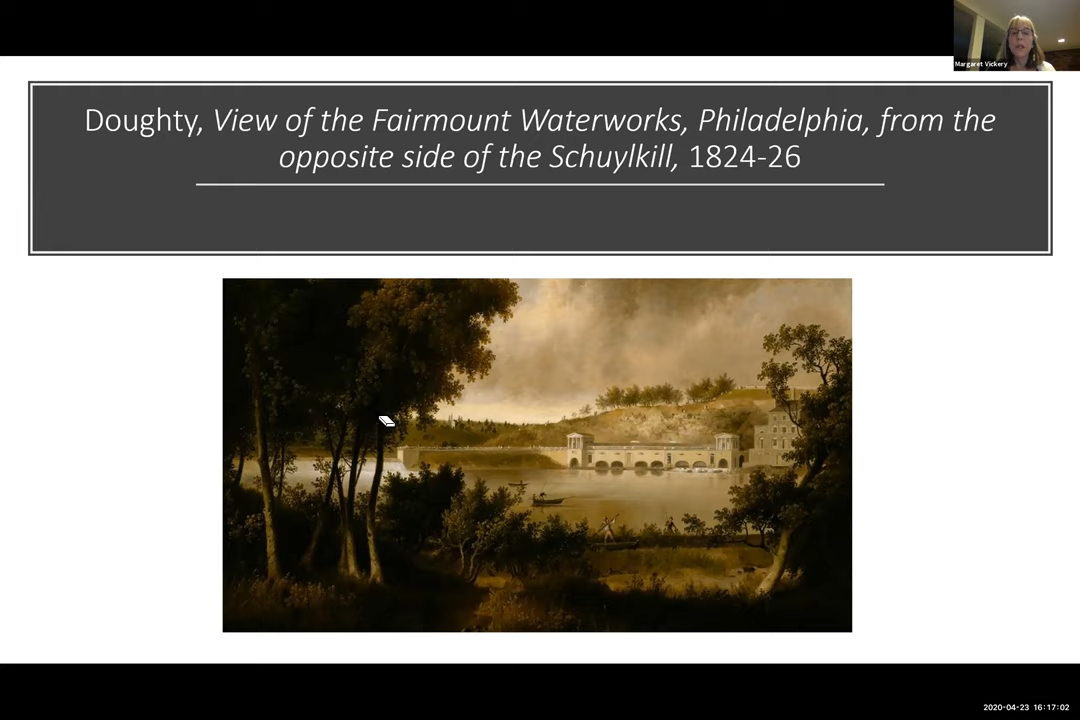 Margaret Vickery
Doughty, View of the Fairmount Waterworks, Philadelphia, from the
opposite side of the Schuylkill, 1824-26
2020-04-23 16:17:02